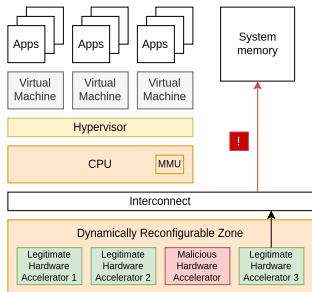 Apps
Apps
Apps
System
memory
Virtual
Machine
Virtual
Machine
Virtual
Machine
Hypervisor
!
CPU
MMU
Interconnect
Dynamically Reconfigurable Zone
Legitimate
Hardware
Accelerator 1
Legitimate
Hardware
Accelerator 2
Malicious
Hardware
Accelerator
Legitimate
Hardware
Accelerator 3